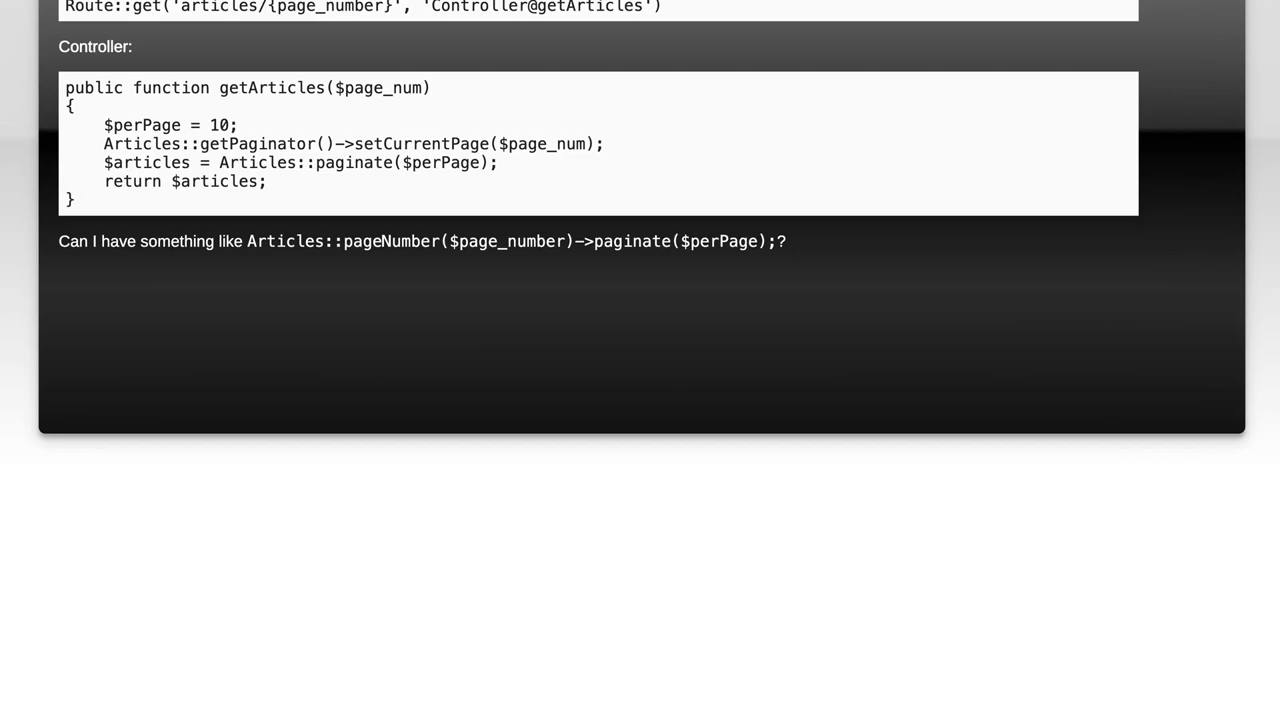 Route::get('articles/{page_number}', 'Controller@getArticles')
Controller:
public function getArticles($page_num)
{
    $perPage = 10;
    Articles::getPaginator()->setCurrentPage($page_num);
    $articles = Articles::paginate($perPage);
    return $articles;
}
Can I have something like Articles::pageNumber($page_number)->paginate($perPage);?